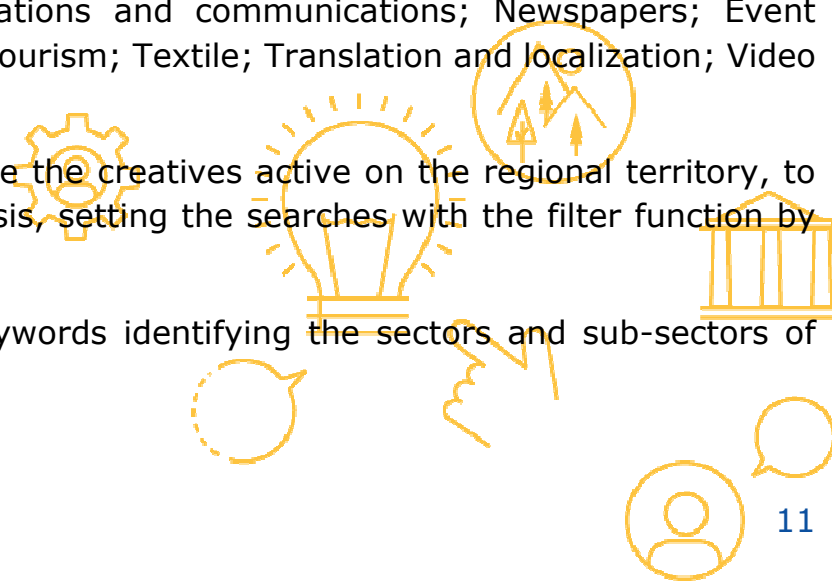 ations and communications; Newspapers; Event
ourism; Textile; Translation and localization; Video
e the creatives active on the regional territory, to
sis, setting the searches with the filter function by
ywords identifying the sectors and sub-sectors of
11